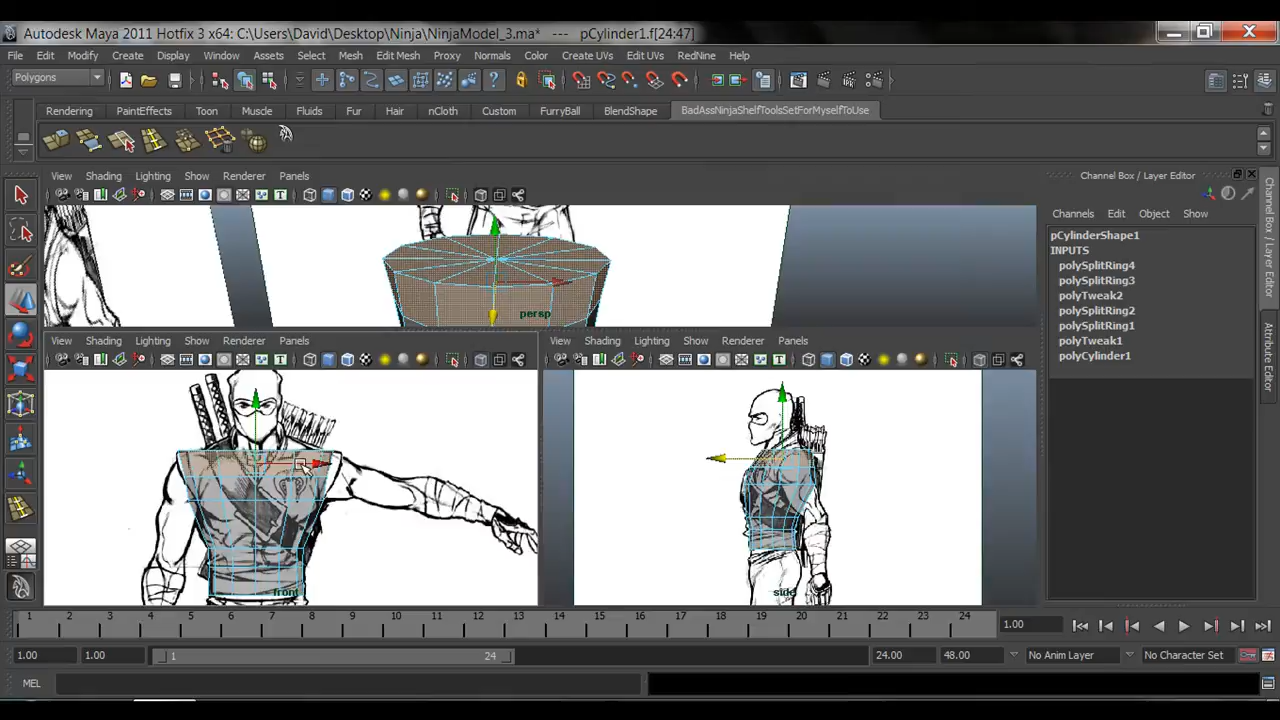 Autodesk Maya 2011 Hotfix 3 x64: C:\Users\David\Desktop\Ninja\NinjaModel_3.ma* --- pCylinder1.f[24:47]
File Edit Modify Create Display Window Assets Select Mesh Edit Mesh Proxy Normals Color Create UVs Edit UVs RedNine Help
Polygons
Rendering PaintEffects Toon Muscle Fluids Fur Hair nCloth Custom FurryBall BlendShape BadAssNinjaShelfToolsSetForMyselfToUse
View Shading Lighting Show Renderer Panels
persp
View Shading Lighting Show Renderer Panels
front
View Shading Lighting Show Renderer Panels
side
Channel Box / Layer Editor
Channels Edit Object Show
pCylinderShape1
INPUTS
polySplitRing4
polySplitRing3
polyTweak2
polySplitRing2
polySplitRing1
polyTweak1
polyCylinder1
Channel Box / Layer Editor
Attribute Editor
1 2 3 4 5 6 7 8 9 10 11 12 13 14 15 16 17 18 19 20 21 22 23 24 1.00
1.00 1.00 1 24 24.00 48.00 No Anim Layer No Character Set
MEL